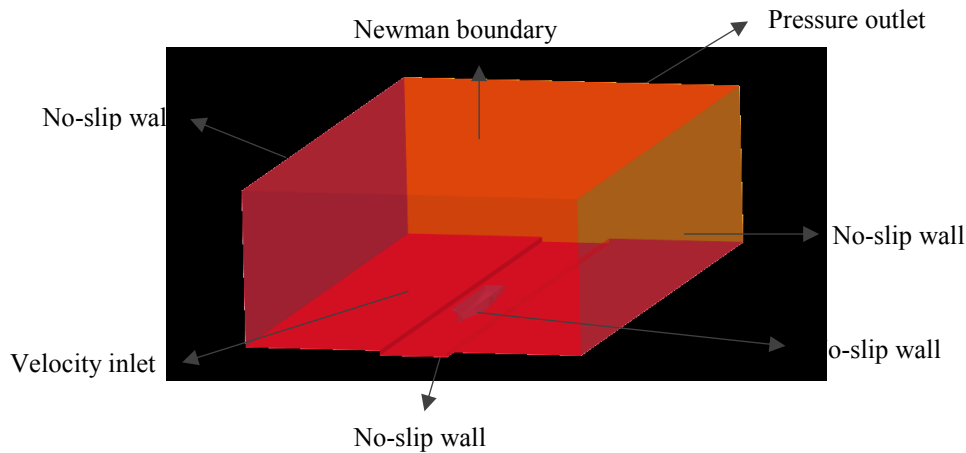 Newman boundary
Pressure outlet
No-slip wal
No-slip wall
Velocity inlet
o-slip wall
No-slip wall